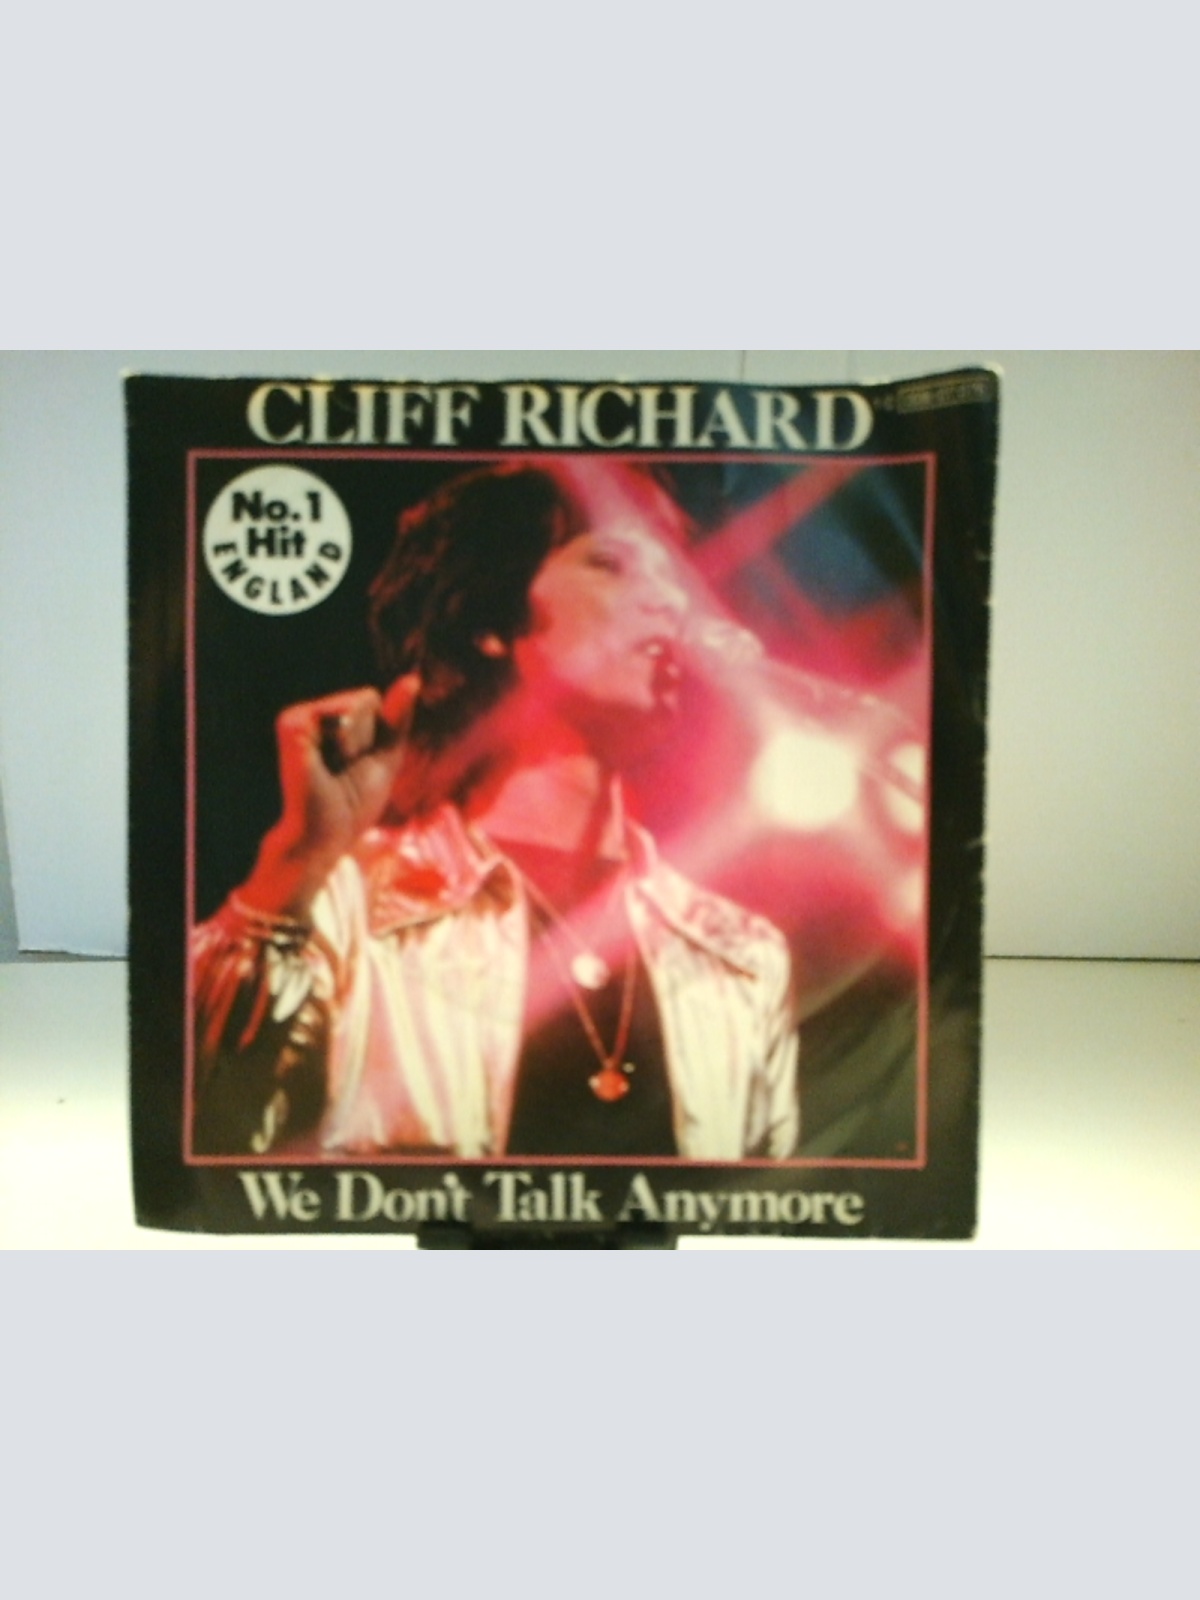 CLIFF RICHARD
No.1
Hit
ENGLAND
We Don't Talk Anymore